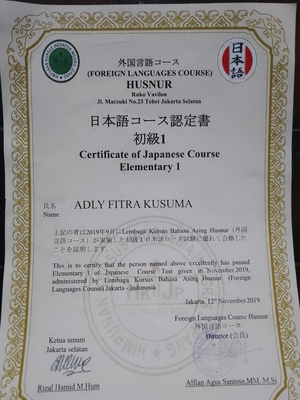 外国言語コース
(FOREIGN LANGUAGES COURSE)
HUSNUR
Ruko Vavilon
Jl. Marzuki No.23 Tebet Jakarta Selatan
日本語
日本語コース認定書
初級1
Certificate of Japanese Course
Elementary 1
氏名
Name
ADLY FITRA KUSUMA
上記の者は2019年9月にLembaga Kursus Bahasa Asing Husnur（外国
言語コース）が実施した初級1日本語コース試験に優れて合格した
ことを証明します。
This is to certify that the person named above excellently has passed
Elementary 1 of Japanese Course Test given in November,2019,
administered by Lembaga Kursus Bahasa Asing Husnur (Foreign
Languages Course) Jakarta - Indonesia
Jakarta, 12" November 2019
Foreign Languages Course Husnur
外国言語コース
Director (会員)
Ketua umum
Jakarta selatan
Rizal Hamid M.Hum
Alfian Agus Santoso,MM. M.Si